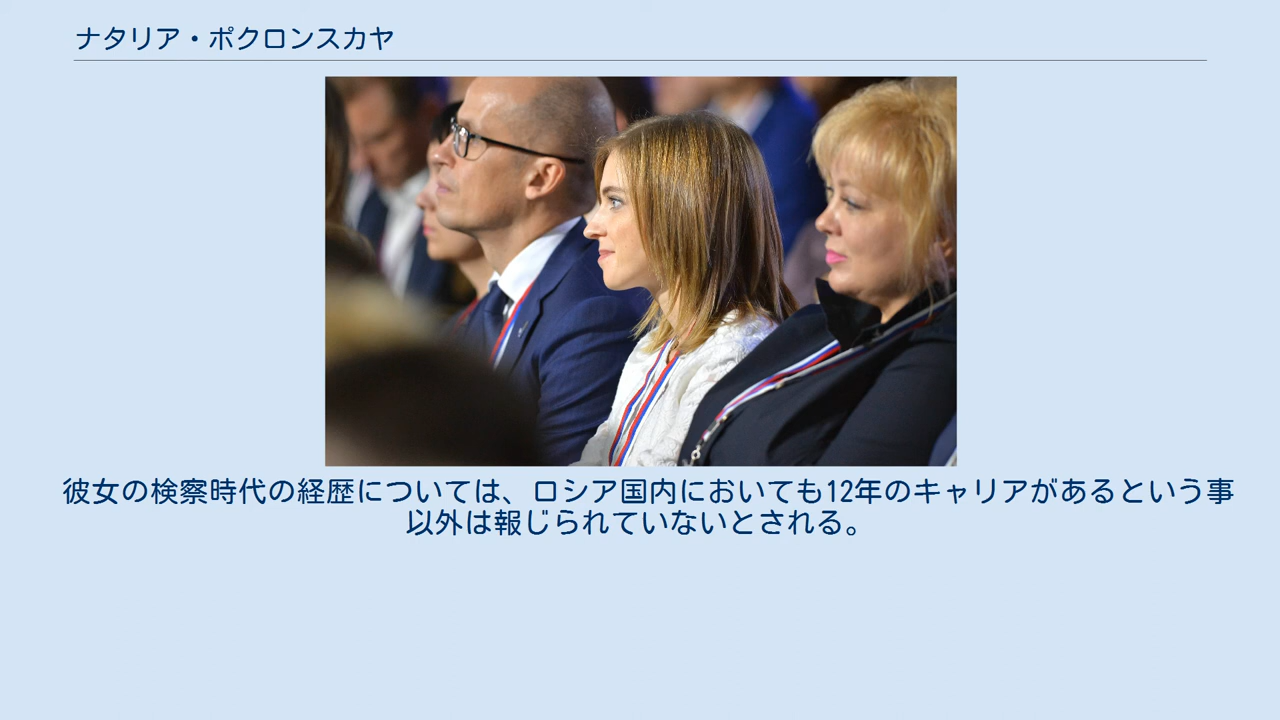 ナタリア・ポクロンスカヤ
彼女の検察時代の経歴については、ロシア国内においても12年のキャリアがあるという事
以外は報じられていないとされる。